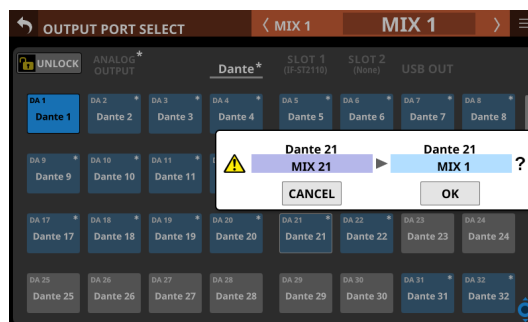 OUTPUT PORT SELECT
MIX 1
MIX 1
UNLOCK
ANALOG *
OUTPUT
Dante *
SLOT 1
(IF-ST2110)
SLOT 2
(None)
USB OUT
DA 1
Dante 1
DA 2 *
Dante 2
DA 3 *
Dante 3
DA 4 *
Dante 4
DA 5 *
Dante 5
DA 6 *
Dante 6
DA 7 *
Dante 7
DA 8 *
Dante 8
DA 9 *
Dante 9
DA 10 *
Dante 10
DA 11 *
Dante 11
Dante 21
MIX 21
Dante 21
MIX 1
?
CANCEL
OK
DA 17 *
Dante 17
DA 18 *
Dante 18
DA 19 *
Dante 19
DA 20 *
Dante 20
DA 21 *
Dante 21
DA 22 *
Dante 22
DA 23
Dante 23
DA 24
Dante 24
DA 25
Dante 25
DA 26
Dante 26
DA 27
Dante 27
DA 28
Dante 28
DA 29
Dante 29
DA 30
Dante 30
DA 31 *
Dante 31
DA 32 *
Dante 32